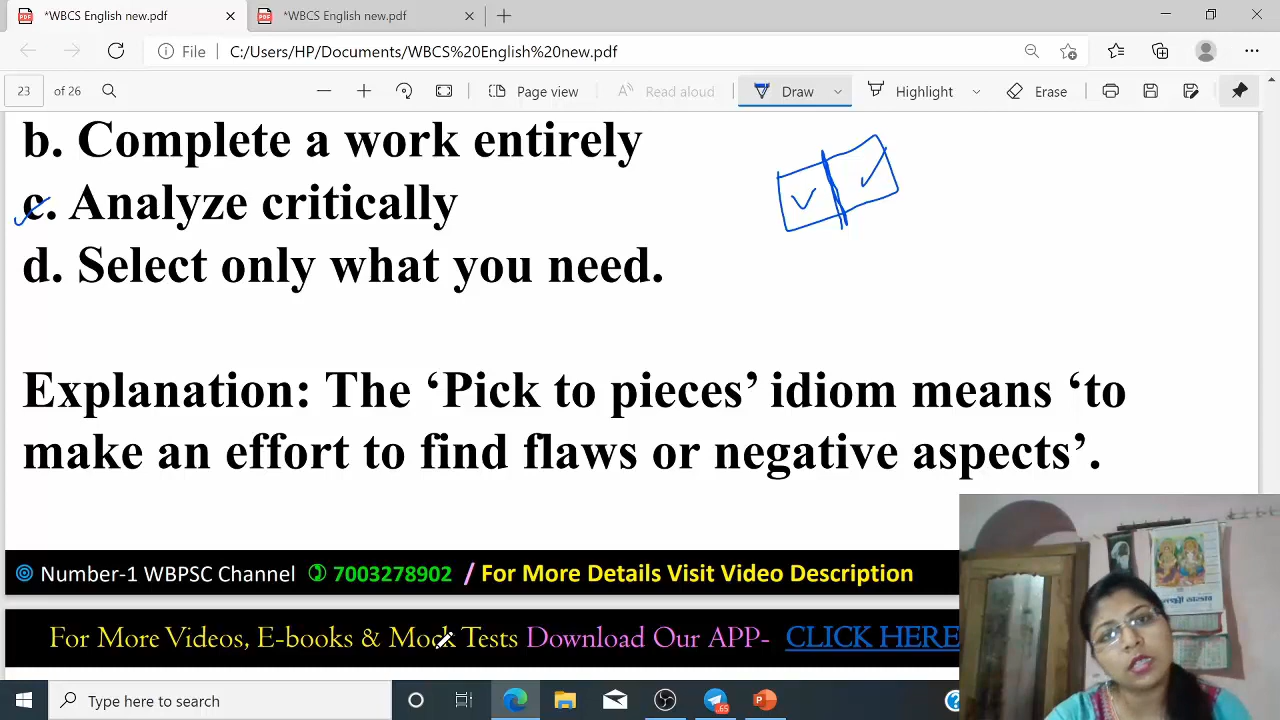 *WBCS English new.pdf
*WBCS English new.pdf
File C:/Users/HP/Documents/WBCS%20English%20new.pdf
23 of 26 Page view Read aloud Draw Highlight Erase
b. Complete a work entirely
c. Analyze critically
d. Select only what you need.
Explanation: The ‘Pick to pieces’ idiom means ‘to
make an effort to find flaws or negative aspects’.
Number-1 WBPSC Channel 7003278902 / For More Details Visit Video Description
For More Videos, E-books & Mock Tests Download Our APP- CLICK HERE
Type here to search
65